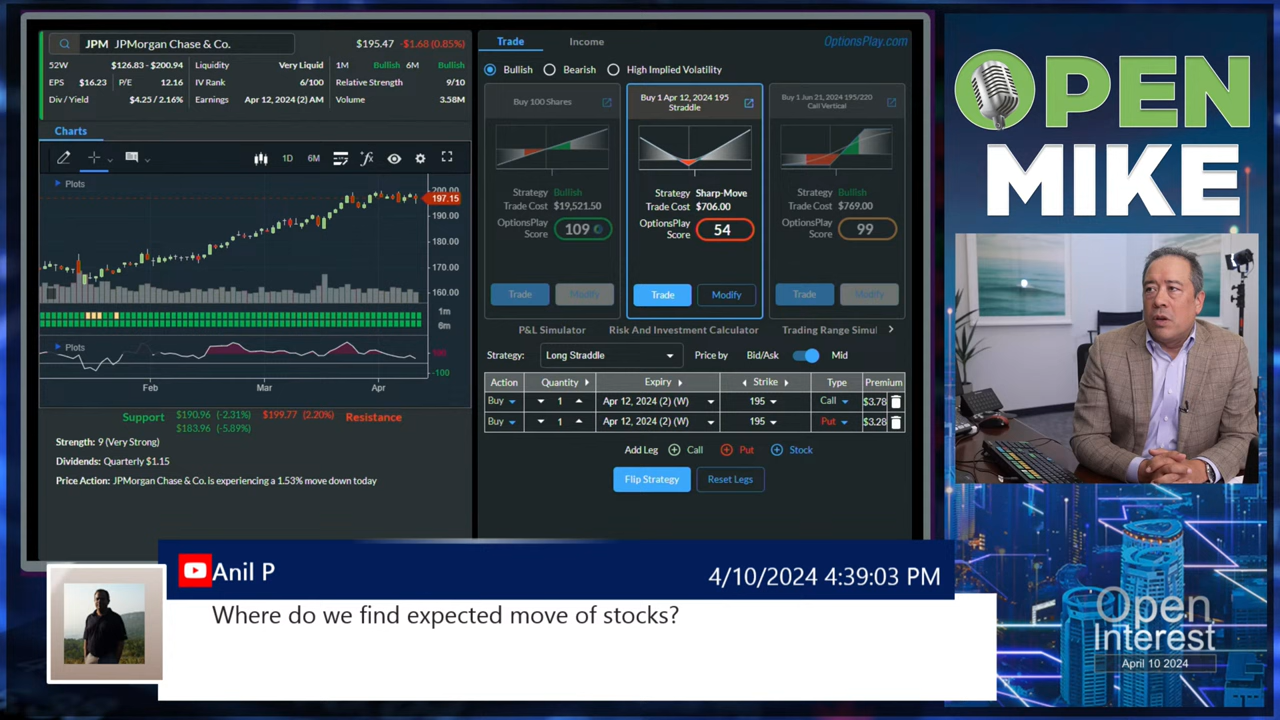 JPM JPMorgan Chase & Co.
$195.47 -$1.68 (0.85%)
52W $126.83 - $200.94 Liquidity Very Liquid 1M Bullish 6M Bullish
EPS $16.23 P/E 12.16 IV Rank 6/100 Relative Strength 9/10
Div / Yield $4.25 / 2.16% Earnings Apr 12, 2024 (2) AM Volume 3.58M
Charts
1D 6M
Plots
200.00
197.15
190.00
180.00
170.00
160.00
1m
6m
Plots
-100
Feb Mar Apr
Support $190.96 (-2.31%) $199.77 (2.20%) Resistance
$183.96 (-5.89%)
Strength: 9 (Very Strong)
Dividends: Quarterly $1.15
Price Action: JPMorgan Chase & Co. is experiencing a 1.53% move down today
Trade Income OptionsPlay.com
Bullish Bearish High Implied Volatility
Buy 100 Shares
Strategy Bullish
Trade Cost $19,521.50
OptionsPlay
Score
109
Trade Modify
Buy 1 Apr 12, 2024 195
Straddle
Strategy Sharp-Move
Trade Cost $706.00
OptionsPlay
Score
54
Trade Modify
Buy 1 Jun 21, 2024 195/220
Call Vertical
Strategy Bullish
Trade Cost $769.00
OptionsPlay
Score
99
Trade Modify
P&L Simulator Risk And Investment Calculator Trading Range Simul
Strategy: Long Straddle Price by Bid/Ask Mid
Action Quantity Expiry Strike Type Premium
Buy 1 Apr 12, 2024 (2) (W) 195 Call $3.78
Buy 1 Apr 12, 2024 (2) (W) 195 Put $3.28
Add Leg Call Put Stock
Flip Strategy Reset Legs
OPEN
MIKE
Anil P 4/10/2024 4:39:03 PM
Where do we find expected move of stocks?
Open
Interest
April 10 2024